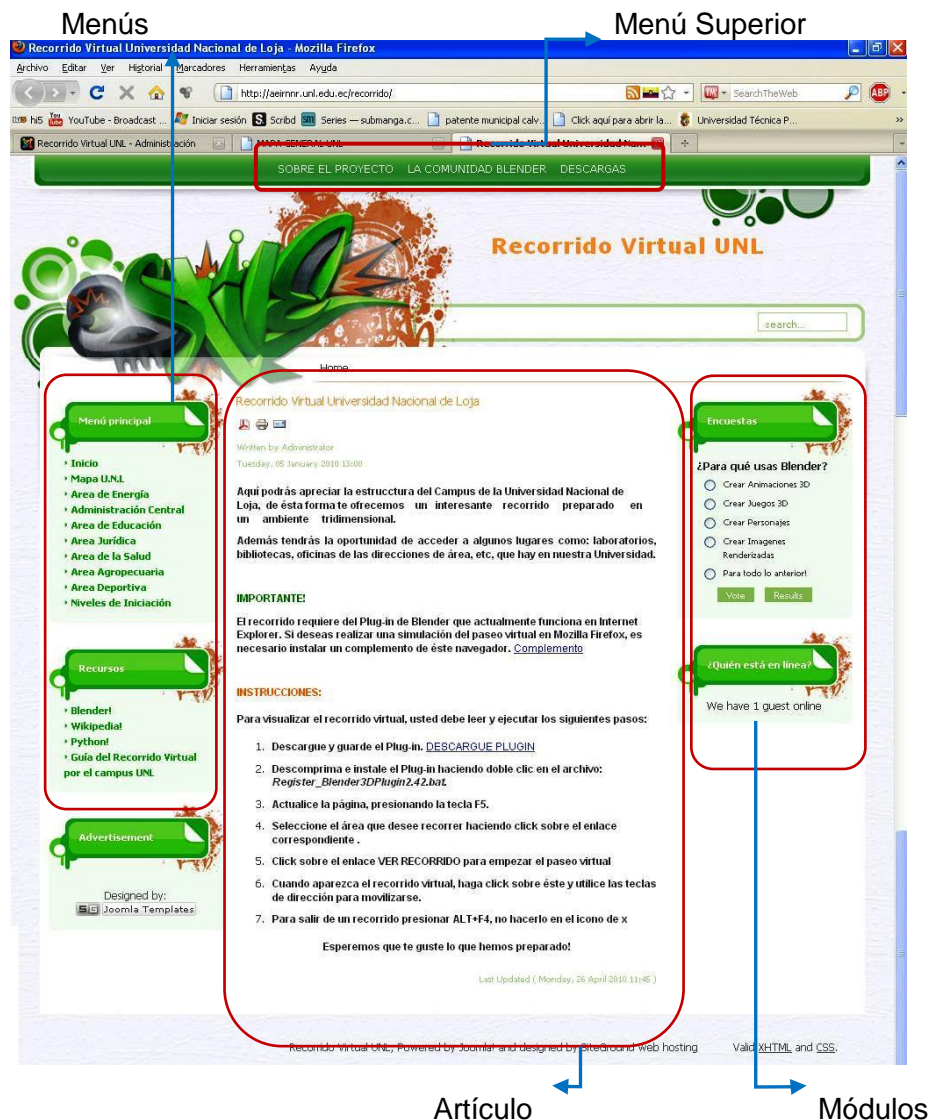 Menús
Menú Superior
Recorrido Virtual Universidad Nacional de Loja - Mozilla Firefox
Archivo Editar Ver Historial Marcadores Herramientas Ayuda
http://aeirnnr.unl.edu.ec/recorrido/
SearchTheWeb
ABP
hi5 YouTube - Broadcast ... Iniciar sesión Scribd Series — submanga.c... patente municipal calv... Click aquí para abrir la... Universidad Técnica P...
Recorrido Virtual UNL - Administración
MAPA GENERAL UNL
Recorrido Virtual Universidad Na...
SOBRE EL PROYECTO LA COMUNIDAD BLENDER DESCARGAS
Recorrido Virtual UNL
search...
Home
Menú principal
Inicio
Mapa U.N.L
Area de Energía
Administración Central
Area de Educación
Area Jurídica
Area de la Salud
Area Agropecuaria
Area Deportiva
Niveles de Iniciación
Recursos
Blender!
Wikipedia!
Python!
Guía del Recorrido Virtual
por el campus UNL
Advertisement
Designed by:
SG Joomla Templates
Recorrido Virtual Universidad Nacional de Loja
Written by Administrator
Tuesday, 05 January 2010 13:00
Aquí podrás apreciar la estrucctura del Campus de la Universidad Nacional de
Loja, de ésta forma te ofrecemos un interesante recorrido preparado en
un ambiente tridimensional.
Además tendrás la oportunidad de acceder a algunos lugares como: laboratorios,
bibliotecas, oficinas de las direcciones de área, etc, que hay en nuestra Universidad.
IMPORTANTE!
El recorrido requiere del Plug-in de Blender que actualmente funciona en Internet
Explorer. Si deseas realizar una simulación del paseo virtual en Mozilla Firefox, es
necesario instalar un complemento de éste navegador. Complemento
INSTRUCCIONES:
Para visualizar el recorrido virtual, usted debe leer y ejecutar los siguientes pasos:
1. Descargue y guarde el Plug-in. DESCARGUE PLUGIN
2. Descomprima e instale el Plug-in haciendo doble clic en el archivo:
Register_Blender3DPlugin2.42.bat.
3. Actualice la página, presionando la tecla F5.
4. Seleccione el área que desee recorrer haciendo click sobre el enlace
correspondiente .
5. Click sobre el enlace VER RECORRIDO para empezar el paseo virtual
6. Cuando aparezca el recorrido virtual, haga click sobre éste y utilice las teclas
de dirección para movilizarse.
7. Para salir de un recorrido presionar ALT+F4, no hacerlo en el icono de x
Esperemos que te guste lo que hemos preparado!
Last Updated ( Monday, 26 April 2010 11:45 )
Encuestas
¿Para qué usas Blender?
Crear Animaciones 3D
Crear Juegos 3D
Crear Personajes
Crear Imagenes
Renderizadas
Para todo lo anterior!
Vote Results
¿Quién está en línea?
We have 1 guest online
Recorrido Virtual UNL, Powered by Joomla! and designed by SiteGround web hosting Valid XHTML and CSS.
Artículo
Módulos